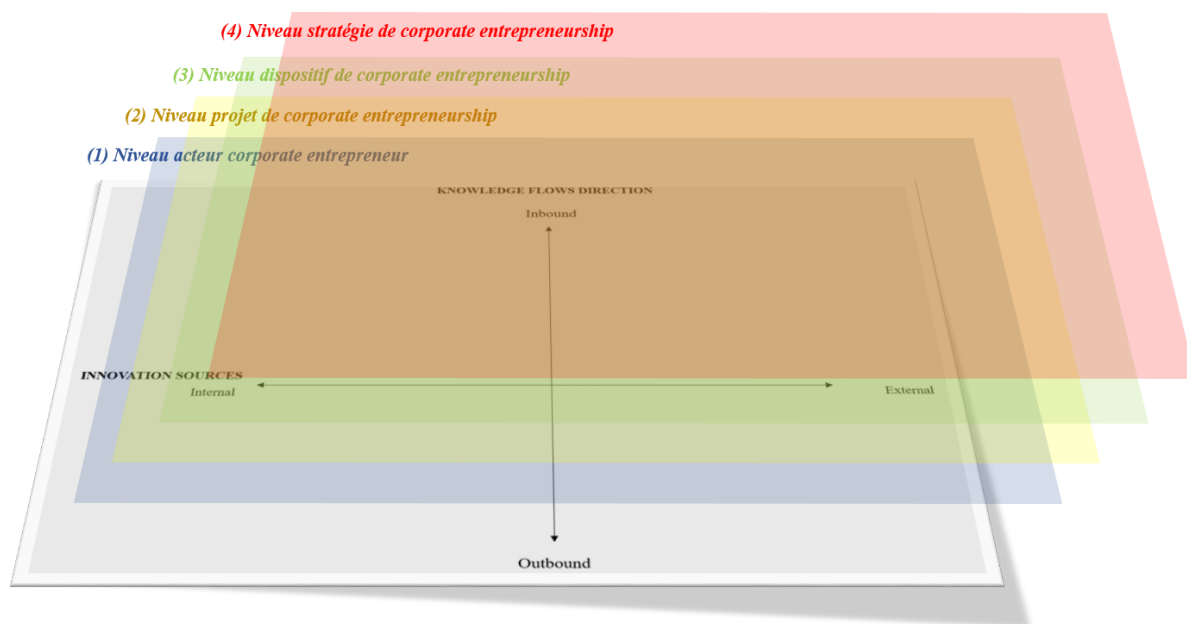 (4) Niveau stratégie de corporate entrepreneurship
(3) Niveau dispositif de corporate entrepreneurship
(2) Niveau projet de corporate entrepreneurship
(1) Niveau acteur corporate entrepreneur
KNOWLEDGE FLOWS DIRECTION
Inbound
INNOVATION SOURCES
Internal
External
Outbound